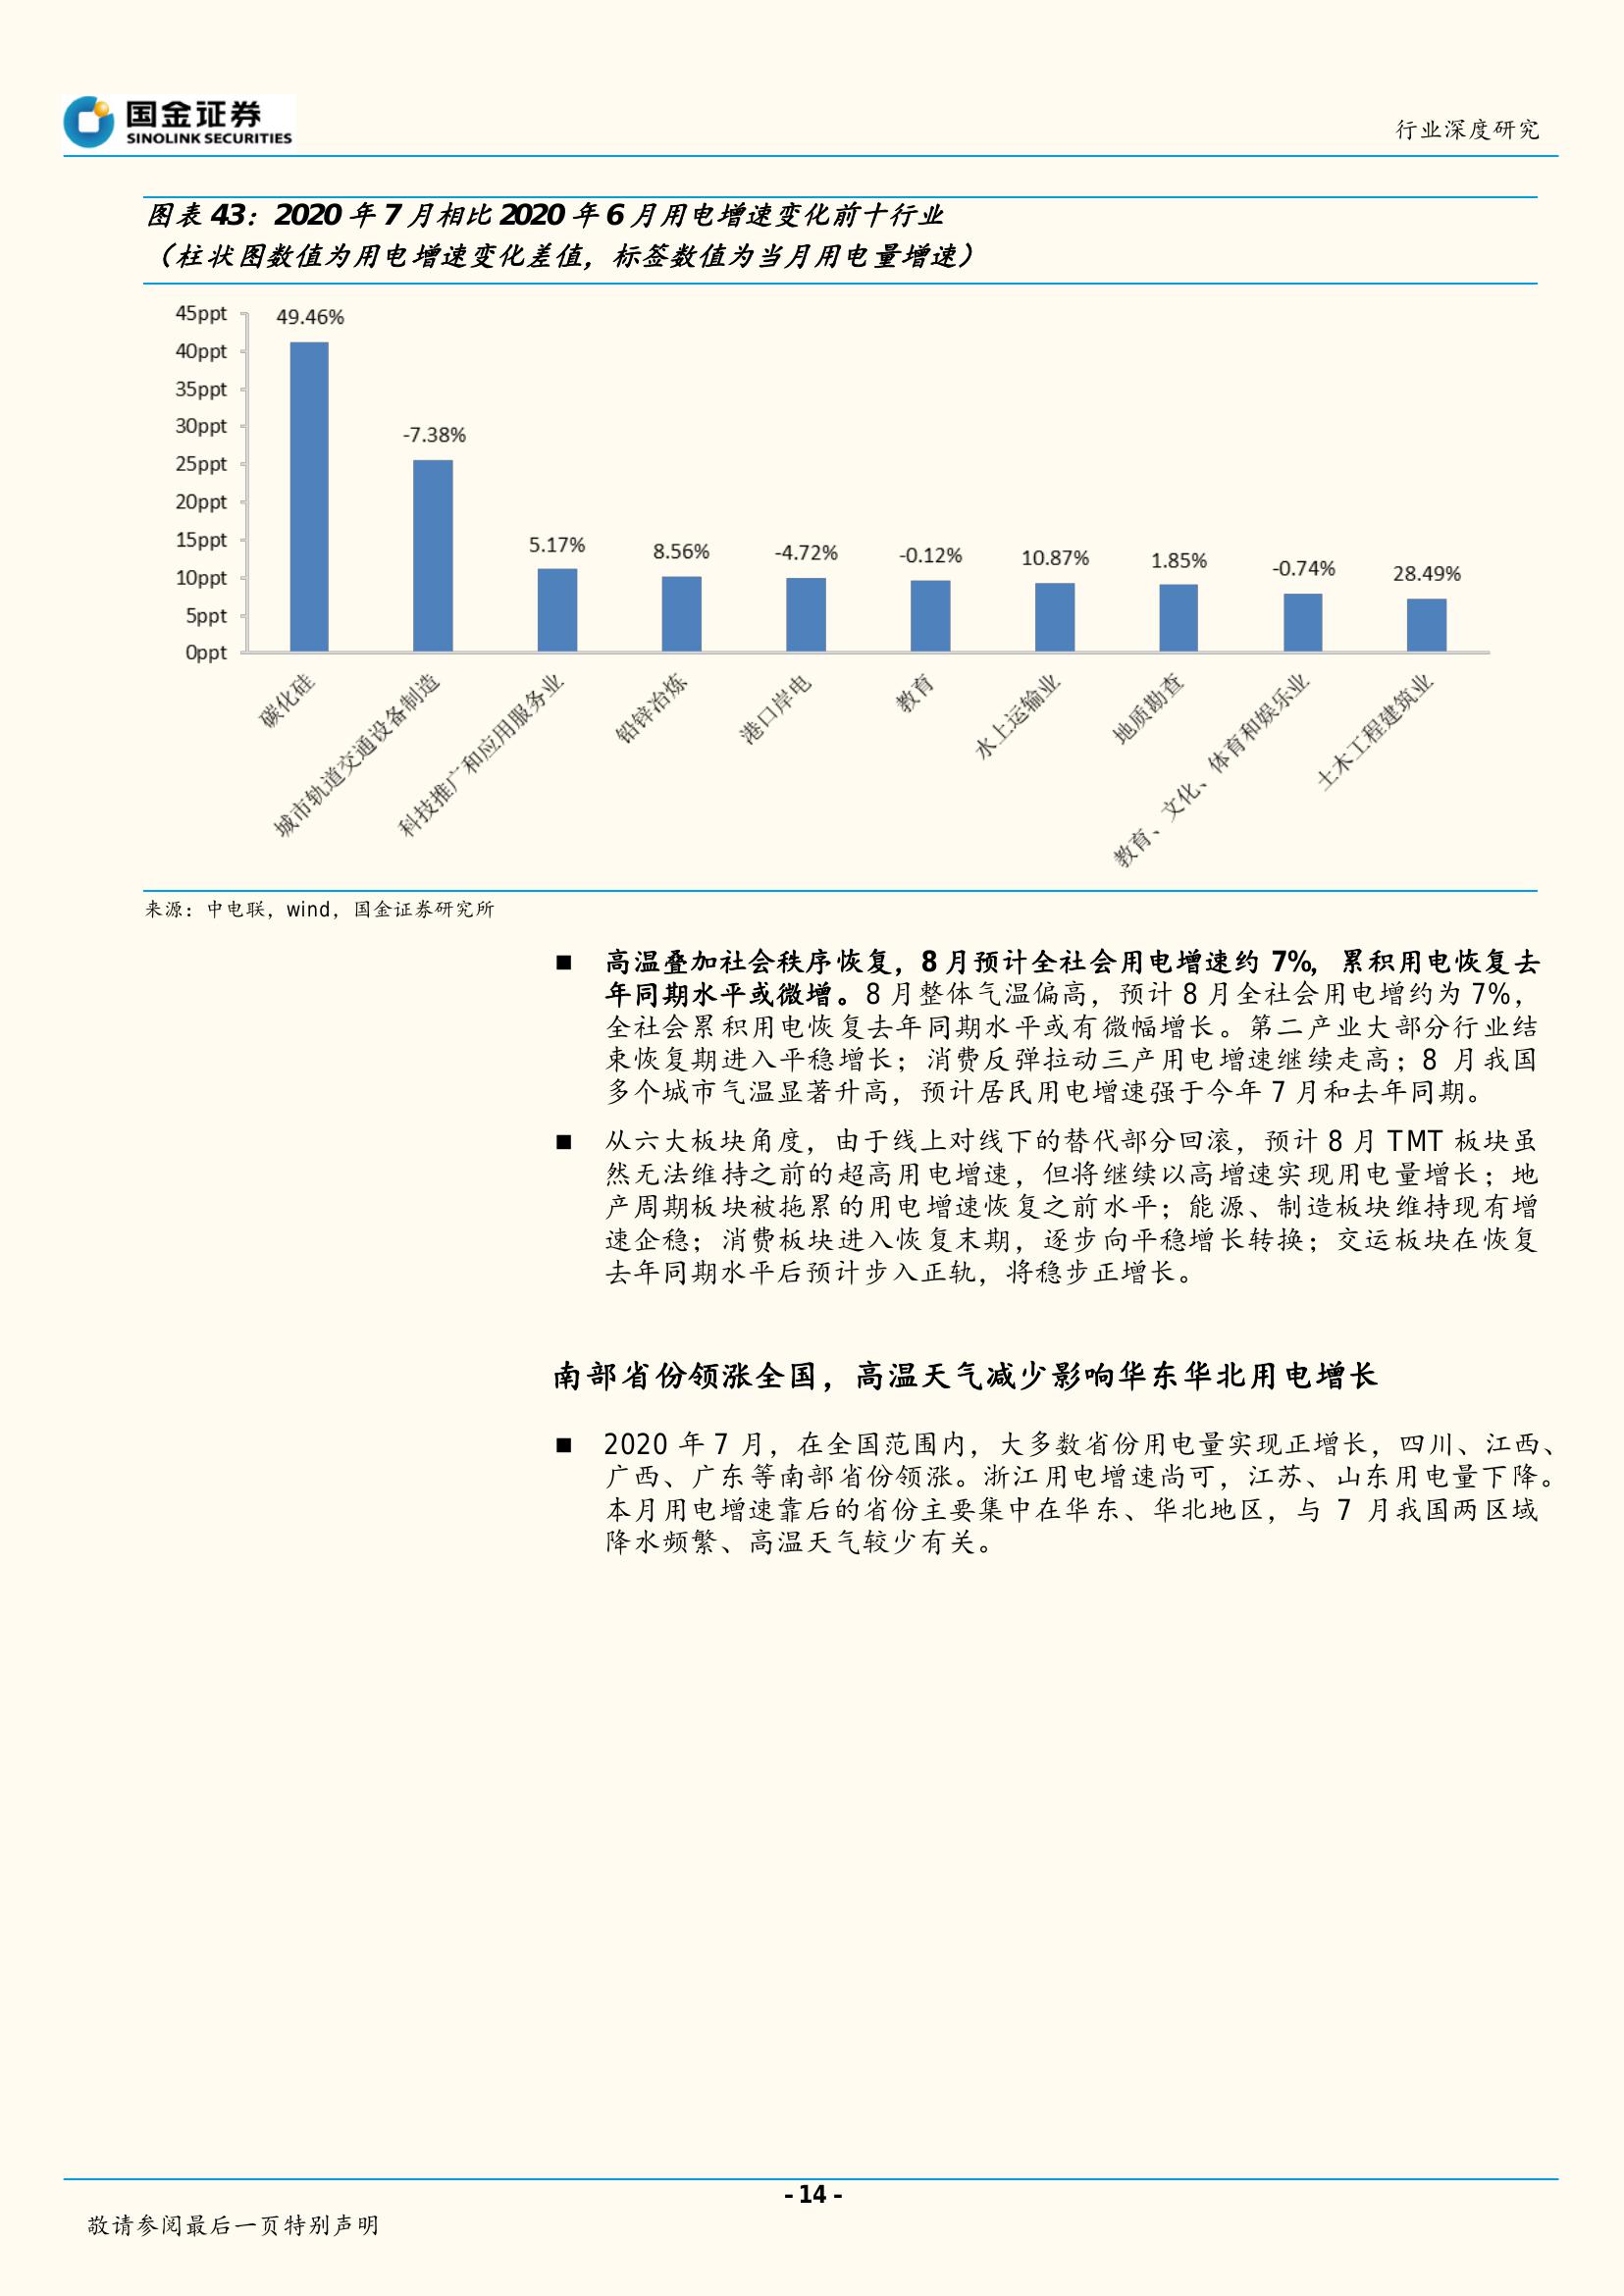 国金证券
SINOLINK SECURITIES
行业深度研究
图表 43：2020 年 7 月相比 2020 年 6 月用电增速变化前十行业
（柱状图数值为用电增速变化差值，标签数值为当月用电量增速）
45ppt
40ppt
35ppt
30ppt
25ppt
20ppt
15ppt
10ppt
5ppt
0ppt
49.46%
-7.38%
5.17%
8.56%
-4.72%
-0.12%
10.87%
1.85%
-0.74%
28.49%
碳化硅
城市轨道交通设备制造
科技推广和应用服务业
铅锌冶炼
港口岸电
教育
水上运输业
地质勘查
教育、文化、体育和娱乐业
土木工程建筑业
来源：中电联，wind，国金证券研究所
■ 高温叠加社会秩序恢复，8 月预计全社会用电增速约 7%，累积用电恢复去
年同期水平或微增。8 月整体气温偏高，预计 8 月全社会用电增约为 7%，
全社会累积用电恢复去年同期水平或有微幅增长。第二产业大部分行业结
束恢复期进入平稳增长；消费反弹拉动三产用电增速继续走高；8 月我国
多个城市气温显著升高，预计居民用电增速强于今年 7 月和去年同期。
■ 从六大板块角度，由于线上对线下的替代部分回滚，预计 8 月 TMT 板块虽
然无法维持之前的超高用电增速，但将继续以高增速实现用电量增长；地
产周期板块被拖累的用电增速恢复之前水平；能源、制造板块维持现有增
速企稳；消费板块进入恢复末期，逐步向平稳增长转换；交运板块在恢复
去年同期水平后预计步入正轨，将稳步正增长。
南部省份领涨全国，高温天气减少影响华东华北用电增长
■ 2020 年 7 月，在全国范围内，大多数省份用电量实现正增长，四川、江西、
广西、广东等南部省份领涨。浙江用电增速尚可，江苏、山东用电量下降。
本月用电增速靠后的省份主要集中在华东、华北地区，与 7 月我国两区域
降水频繁、高温天气较少有关。
- 14 -
敬请参阅最后一页特别声明